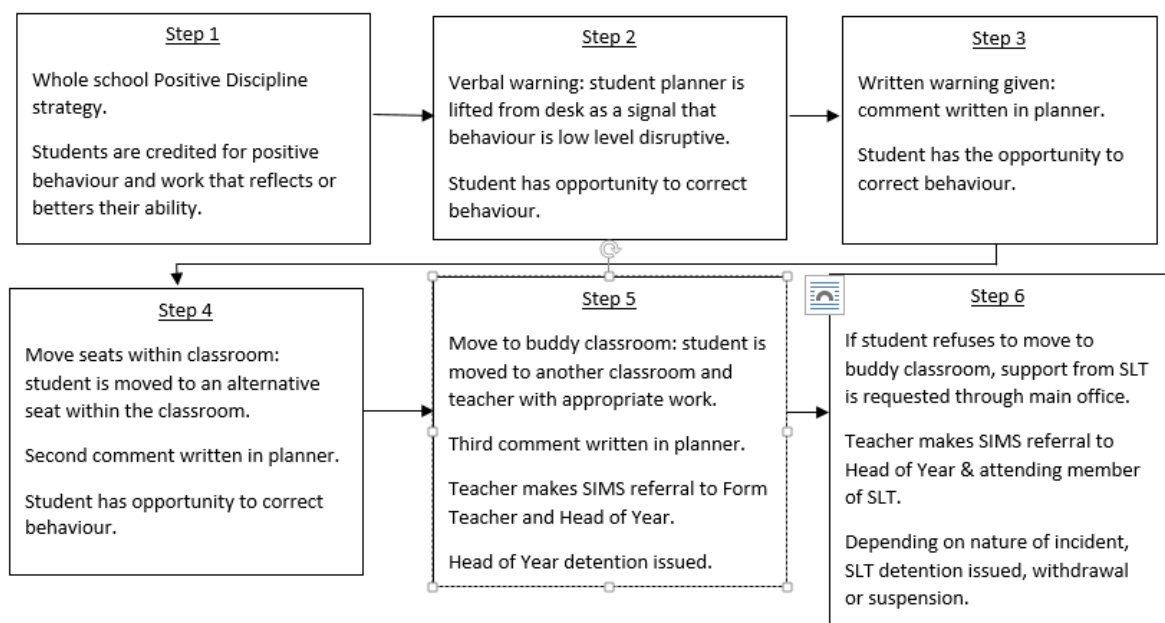 Step 1
Whole school Positive Discipline
strategy.
Students are credited for positive
behaviour and work that reflects or
betters their ability.
Step 2
Verbal warning: student planner is
lifted from desk as a signal that
behaviour is low level disruptive.
Student has opportunity to correct
behaviour.
Step 3
Written warning given:
comment written in planner.
Student has the opportunity to
correct behaviour.
Step 4
Move seats within classroom:
student is moved to an alternative
seat within the classroom.
Second comment written in planner.
Student has opportunity to correct
behaviour.
Step 5
Move to buddy classroom: student is
moved to another classroom and
teacher with appropriate work.
Third comment written in planner.
Teacher makes SIMS referral to Form
Teacher and Head of Year.
Head of Year detention issued.
Step 6
If student refuses to move to
buddy classroom, support from SLT
is requested through main office.
Teacher makes SIMS referral to
Head of Year & attending member
of SLT.
Depending on nature of incident,
SLT detention issued, withdrawal
or suspension.